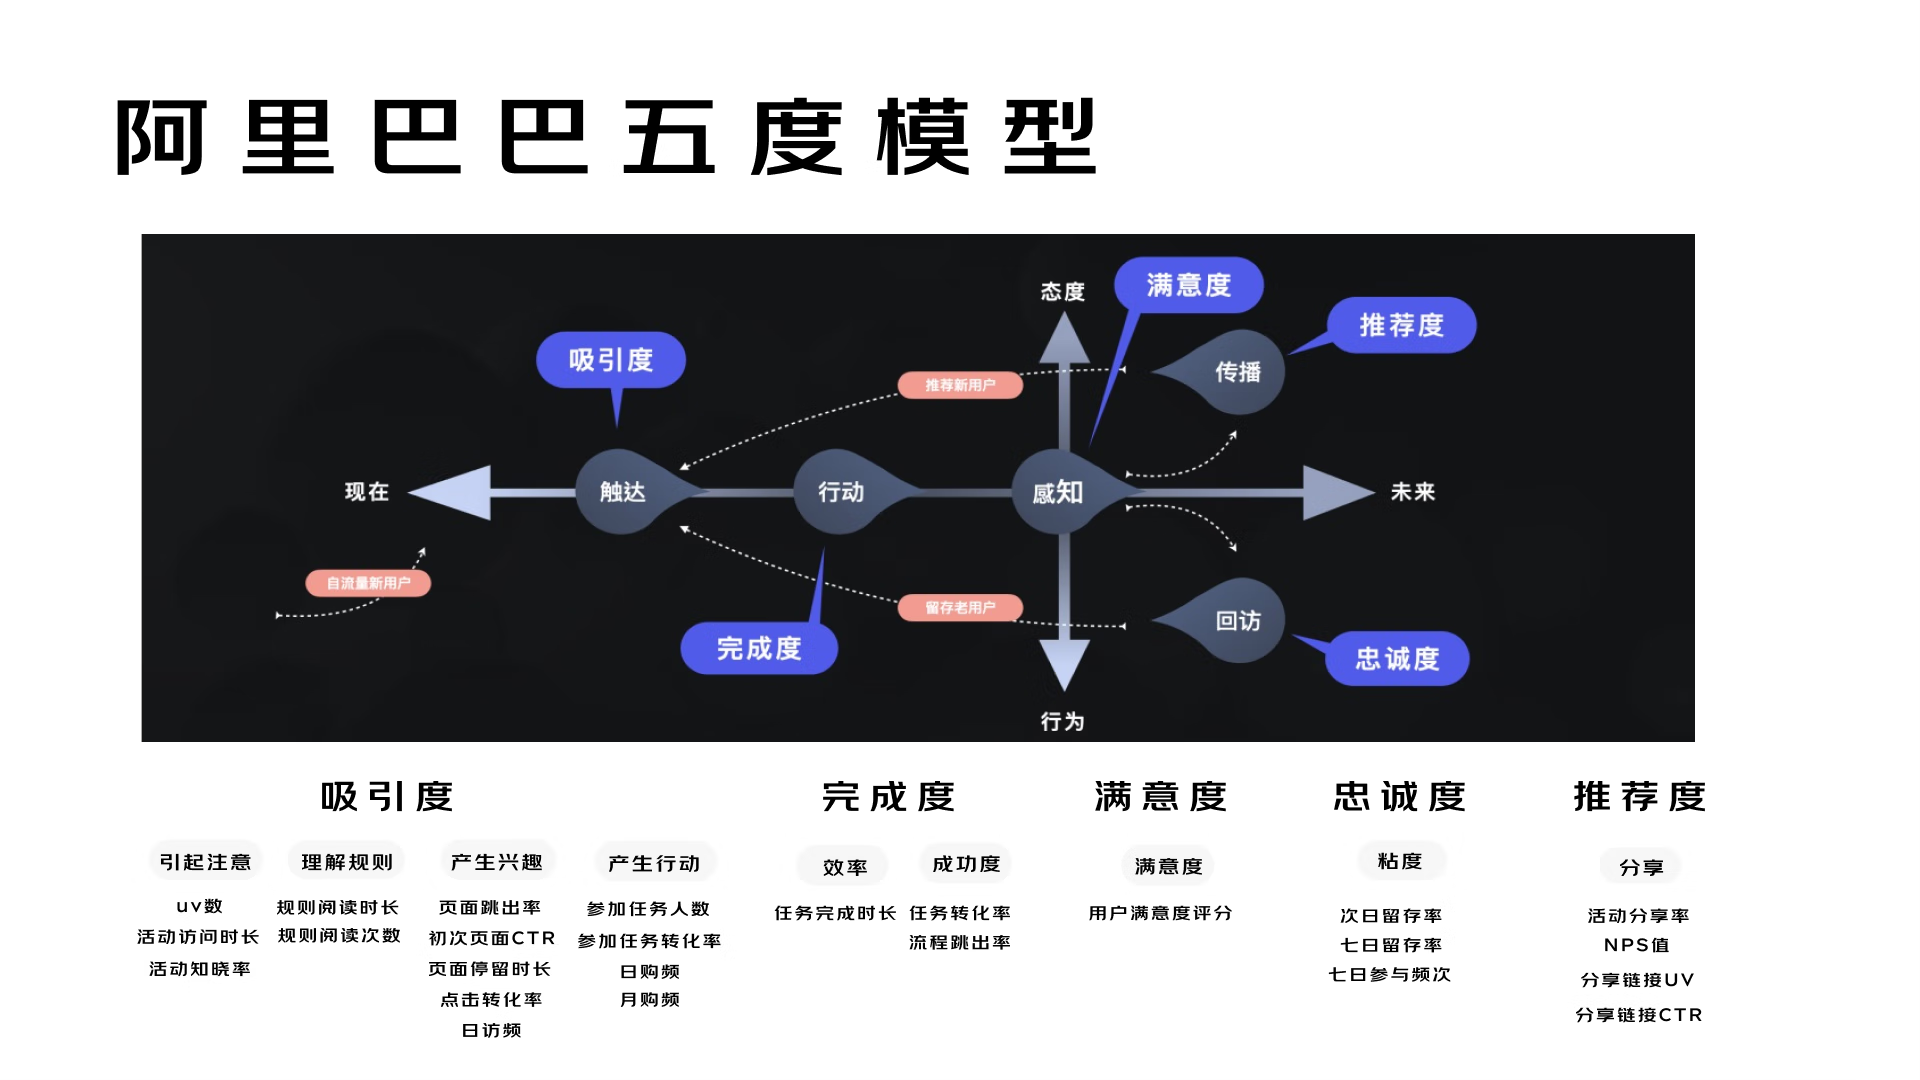 阿里巴巴五度模型
态度
满意度
推荐度
吸引度
传播
推荐新用户
现在
触达
行动
感知
未来
自流量新用户
留存老用户
回访
完成度
忠诚度
行为
吸引度
引起注意
uv数
活动访问时长
活动知晓率
理解规则
规则阅读时长
规则阅读次数
产生兴趣
页面跳出率
初次页面CTR
页面停留时长
点击转化率
日访频
产生行动
参加任务人数
参加任务转化率
日购频
月购频
完成度
效率
任务完成时长
成功度
任务转化率
流程跳出率
满意度
满意度
用户满意度评分
忠诚度
粘度
次日留存率
七日留存率
七日参与频次
推荐度
分享
活动分享率
NPS值
分享链接UV
分享链接CTR